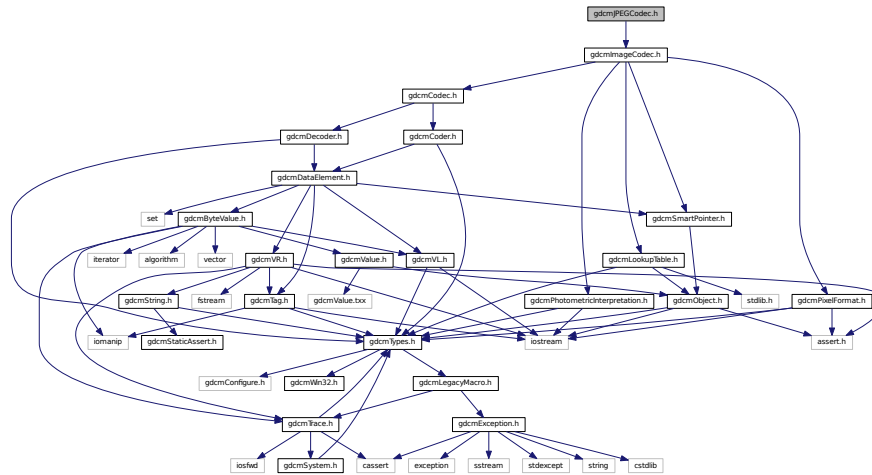 gdcmJPEGCodec.h
gdcmImageCodec.h
gdcmCodec.h
gdcmDecoder.h
gdcmCoder.h
gdcmDataElement.h
set
gdcmByteValue.h
gdcmSmartPointer.h
iterator
algorithm
vector
gdcmVR.h
gdcmValue.h
gdcmVL.h
gdcmLookupTable.h
gdcmString.h
fstream
gdcmTag.h
gdcmValue.txx
gdcmPhotometricInterpretation.h
gdcmObject.h
stdlib.h
gdcmPixelFormat.h
iomanip
gdcmStaticAssert.h
gdcmTypes.h
iostream
assert.h
gdcmConfigure.h
gdcmWin32.h
gdcmLegacyMacro.h
gdcmTrace.h
gdcmException.h
iosfwd
gdcmSystem.h
cassert
exception
sstream
stdexcept
string
cstdlib